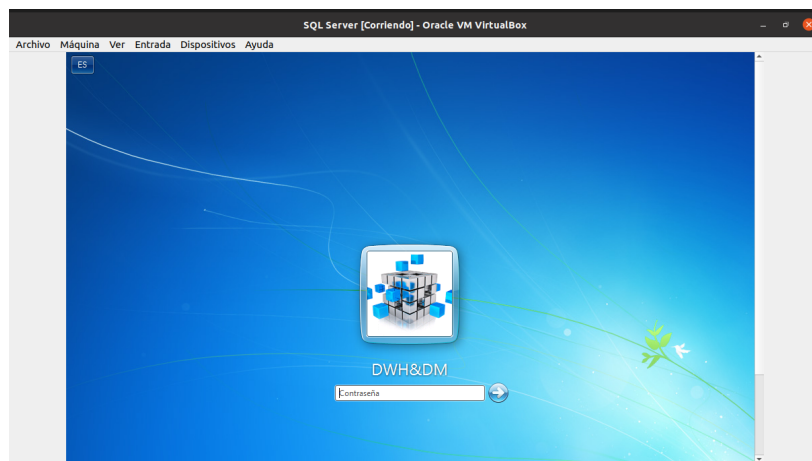 SQL Server [Corriendo] - Oracle VM VirtualBox
Archivo Máquina Ver Entrada Dispositivos Ayuda
ES
DWH&DM
Contraseña